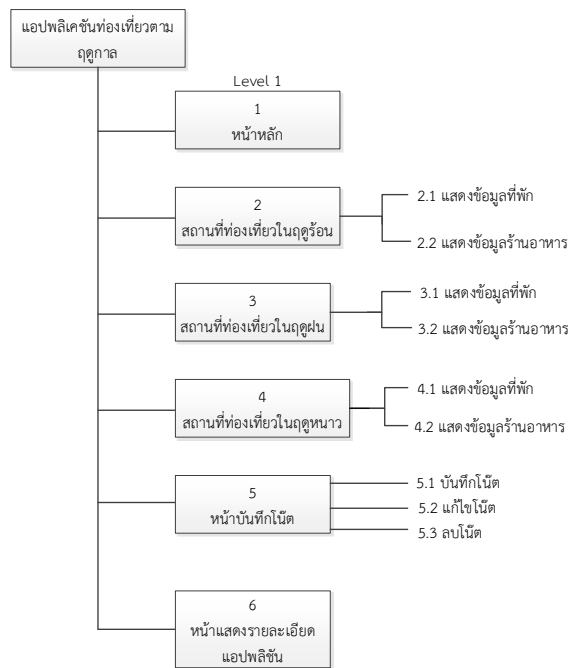 แอปพลิเคชันท่องเที่ยวตาม
ฤดูกาล
Level 1
1
หน้าหลัก
2
สถานที่ท่องเที่ยวในฤดูร้อน
2.1 แสดงข้อมูลที่พัก
2.2 แสดงข้อมูลร้านอาหาร
3
สถานที่ท่องเที่ยวในฤดูฝน
3.1 แสดงข้อมูลที่พัก
3.2 แสดงข้อมูลร้านอาหาร
4
สถานที่ท่องเที่ยวในฤดูหนาว
4.1 แสดงข้อมูลที่พัก
4.2 แสดงข้อมูลร้านอาหาร
5
หน้าบันทึกโน๊ต
5.1 บันทึกโน๊ต
5.2 แก้ไขโน๊ต
5.3 ลบโน๊ต
6
หน้าแสดงรายละเอียด
แอปพลิชัน